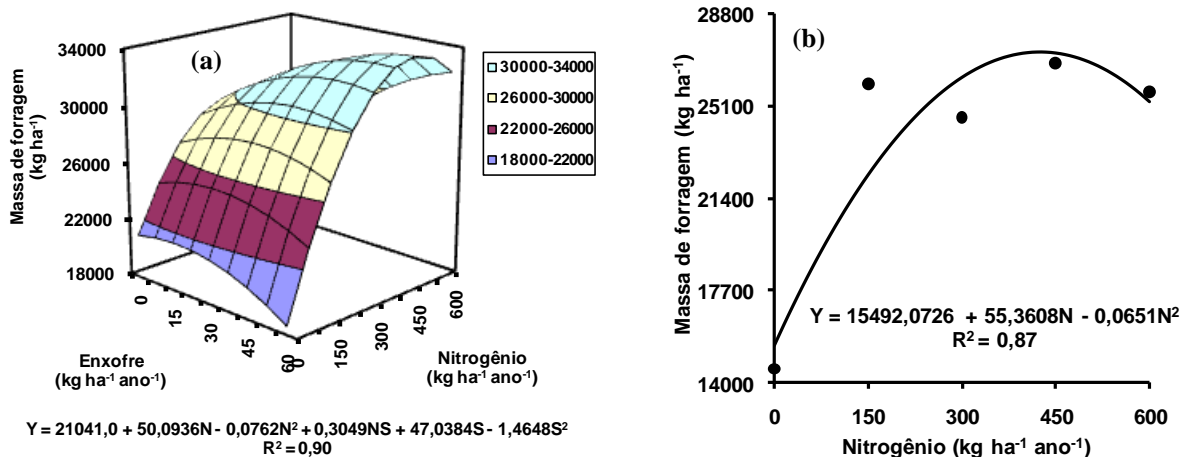 (a)
Massa de forragem
(kg ha⁻¹)
34000
30000
26000
22000
18000
0
15
30
45
60
Enxofre
(kg ha⁻¹ ano⁻¹)
0
150
300
450
600
Nitrogênio
(kg ha⁻¹ ano⁻¹)
30000-34000
26000-30000
22000-26000
18000-22000
Y = 21041,0 + 50,0936N - 0,0762N² + 0,3049NS + 47,0384S - 1,4648S²
R² = 0,90
(b)
Massa de forragem (kg ha⁻¹)
28800
25100
21400
17700
14000
Y = 15492,0726 + 55,3608N - 0,0651N²
R² = 0,87
0
150
300
450
600
Nitrogênio (kg ha⁻¹ ano⁻¹)